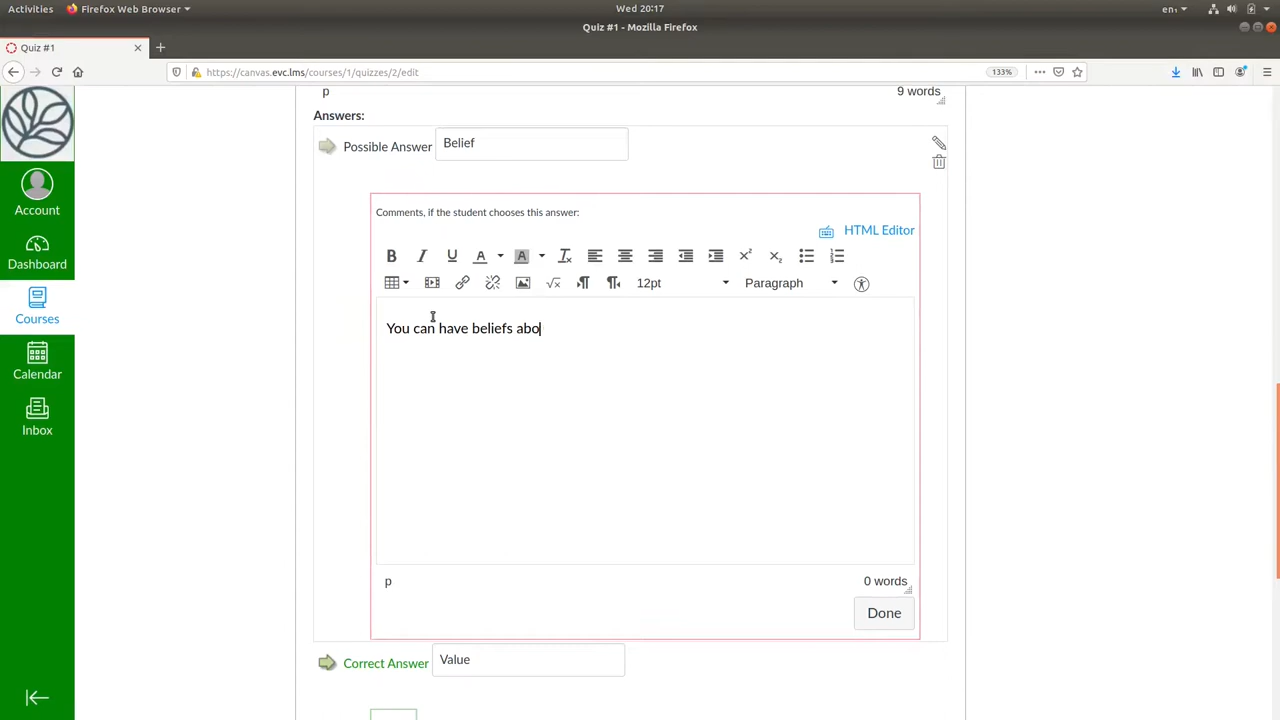 Activities Firefox Web Browser Wed 20:17 en₁
Quiz #1 - Mozilla Firefox
Quiz #1
https://canvas.evc.lms/courses/1/quizzes/2/edit 133%
p 9 words
Answers:
Possible Answer Belief
Comments, if the student chooses this answer:
HTML Editor
12pt Paragraph
You can have beliefs abo
p 0 words
Done
Correct Answer Value
Account
Dashboard
Courses
Calendar
Inbox